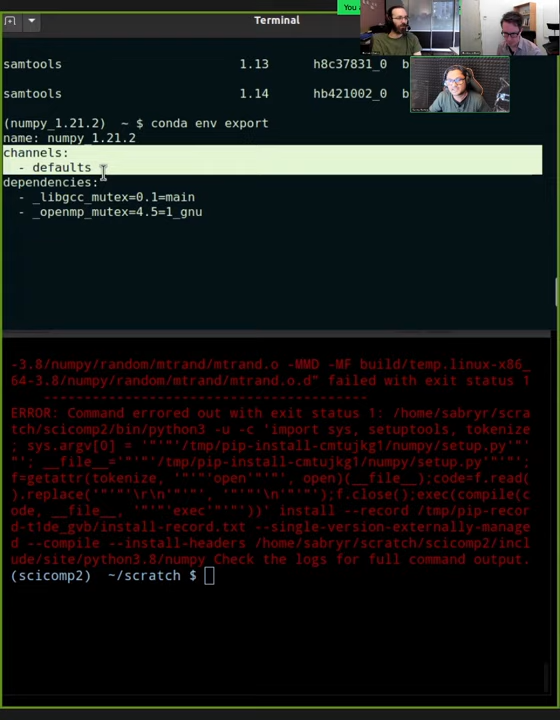 You
Terminal
samtools 1.13 h8c37831_0 b
samtools 1.14 hb421002_2 b
(numpy_1.21.2) ~ $ conda env export
name: numpy_1.21.2
channels:
- defaults
dependencies:
- _libgcc_mutex=0.1=main
- _openmp_mutex=4.5=1_gnu
-3.8/numpy/random/mtrand.o -MMD -MF build/temp.linux-x86_
64-3.8/numpy/random/mtrand.o.d" failed with exit status 1
----------------------------------------
ERROR: Command errored out with exit status 1: /home/sabryr/scra
tch/scicomp2/bin/python3 -u -c 'import sys, setuptools, tokenize
; sys.argv[0] = '"'"'/tmp/pip-install-cmtujkg1/numpy/setup.py'"'
"'; __file__='"'"'/tmp/pip-install-cmtujkg1/numpy/setup.py'"'"';
f=getattr(tokenize, '"'"'open'"'"', open)(__file__);code=f.read(
).replace('"'"'\r\n'"'"', '"'"'\n'"'"');f.close();exec(compile(c
ode, __file__, '"'"'exec'"'"'))' install --record /tmp/pip-recor
d-t1de_gvb/install-record.txt --single-version-externally-manage
d --compile --install-headers /home/sabryr/scratch/scicomp2/incl
ude/site/python3.8/numpy Check the logs for full command output.
(scicomp2) ~/scratch $